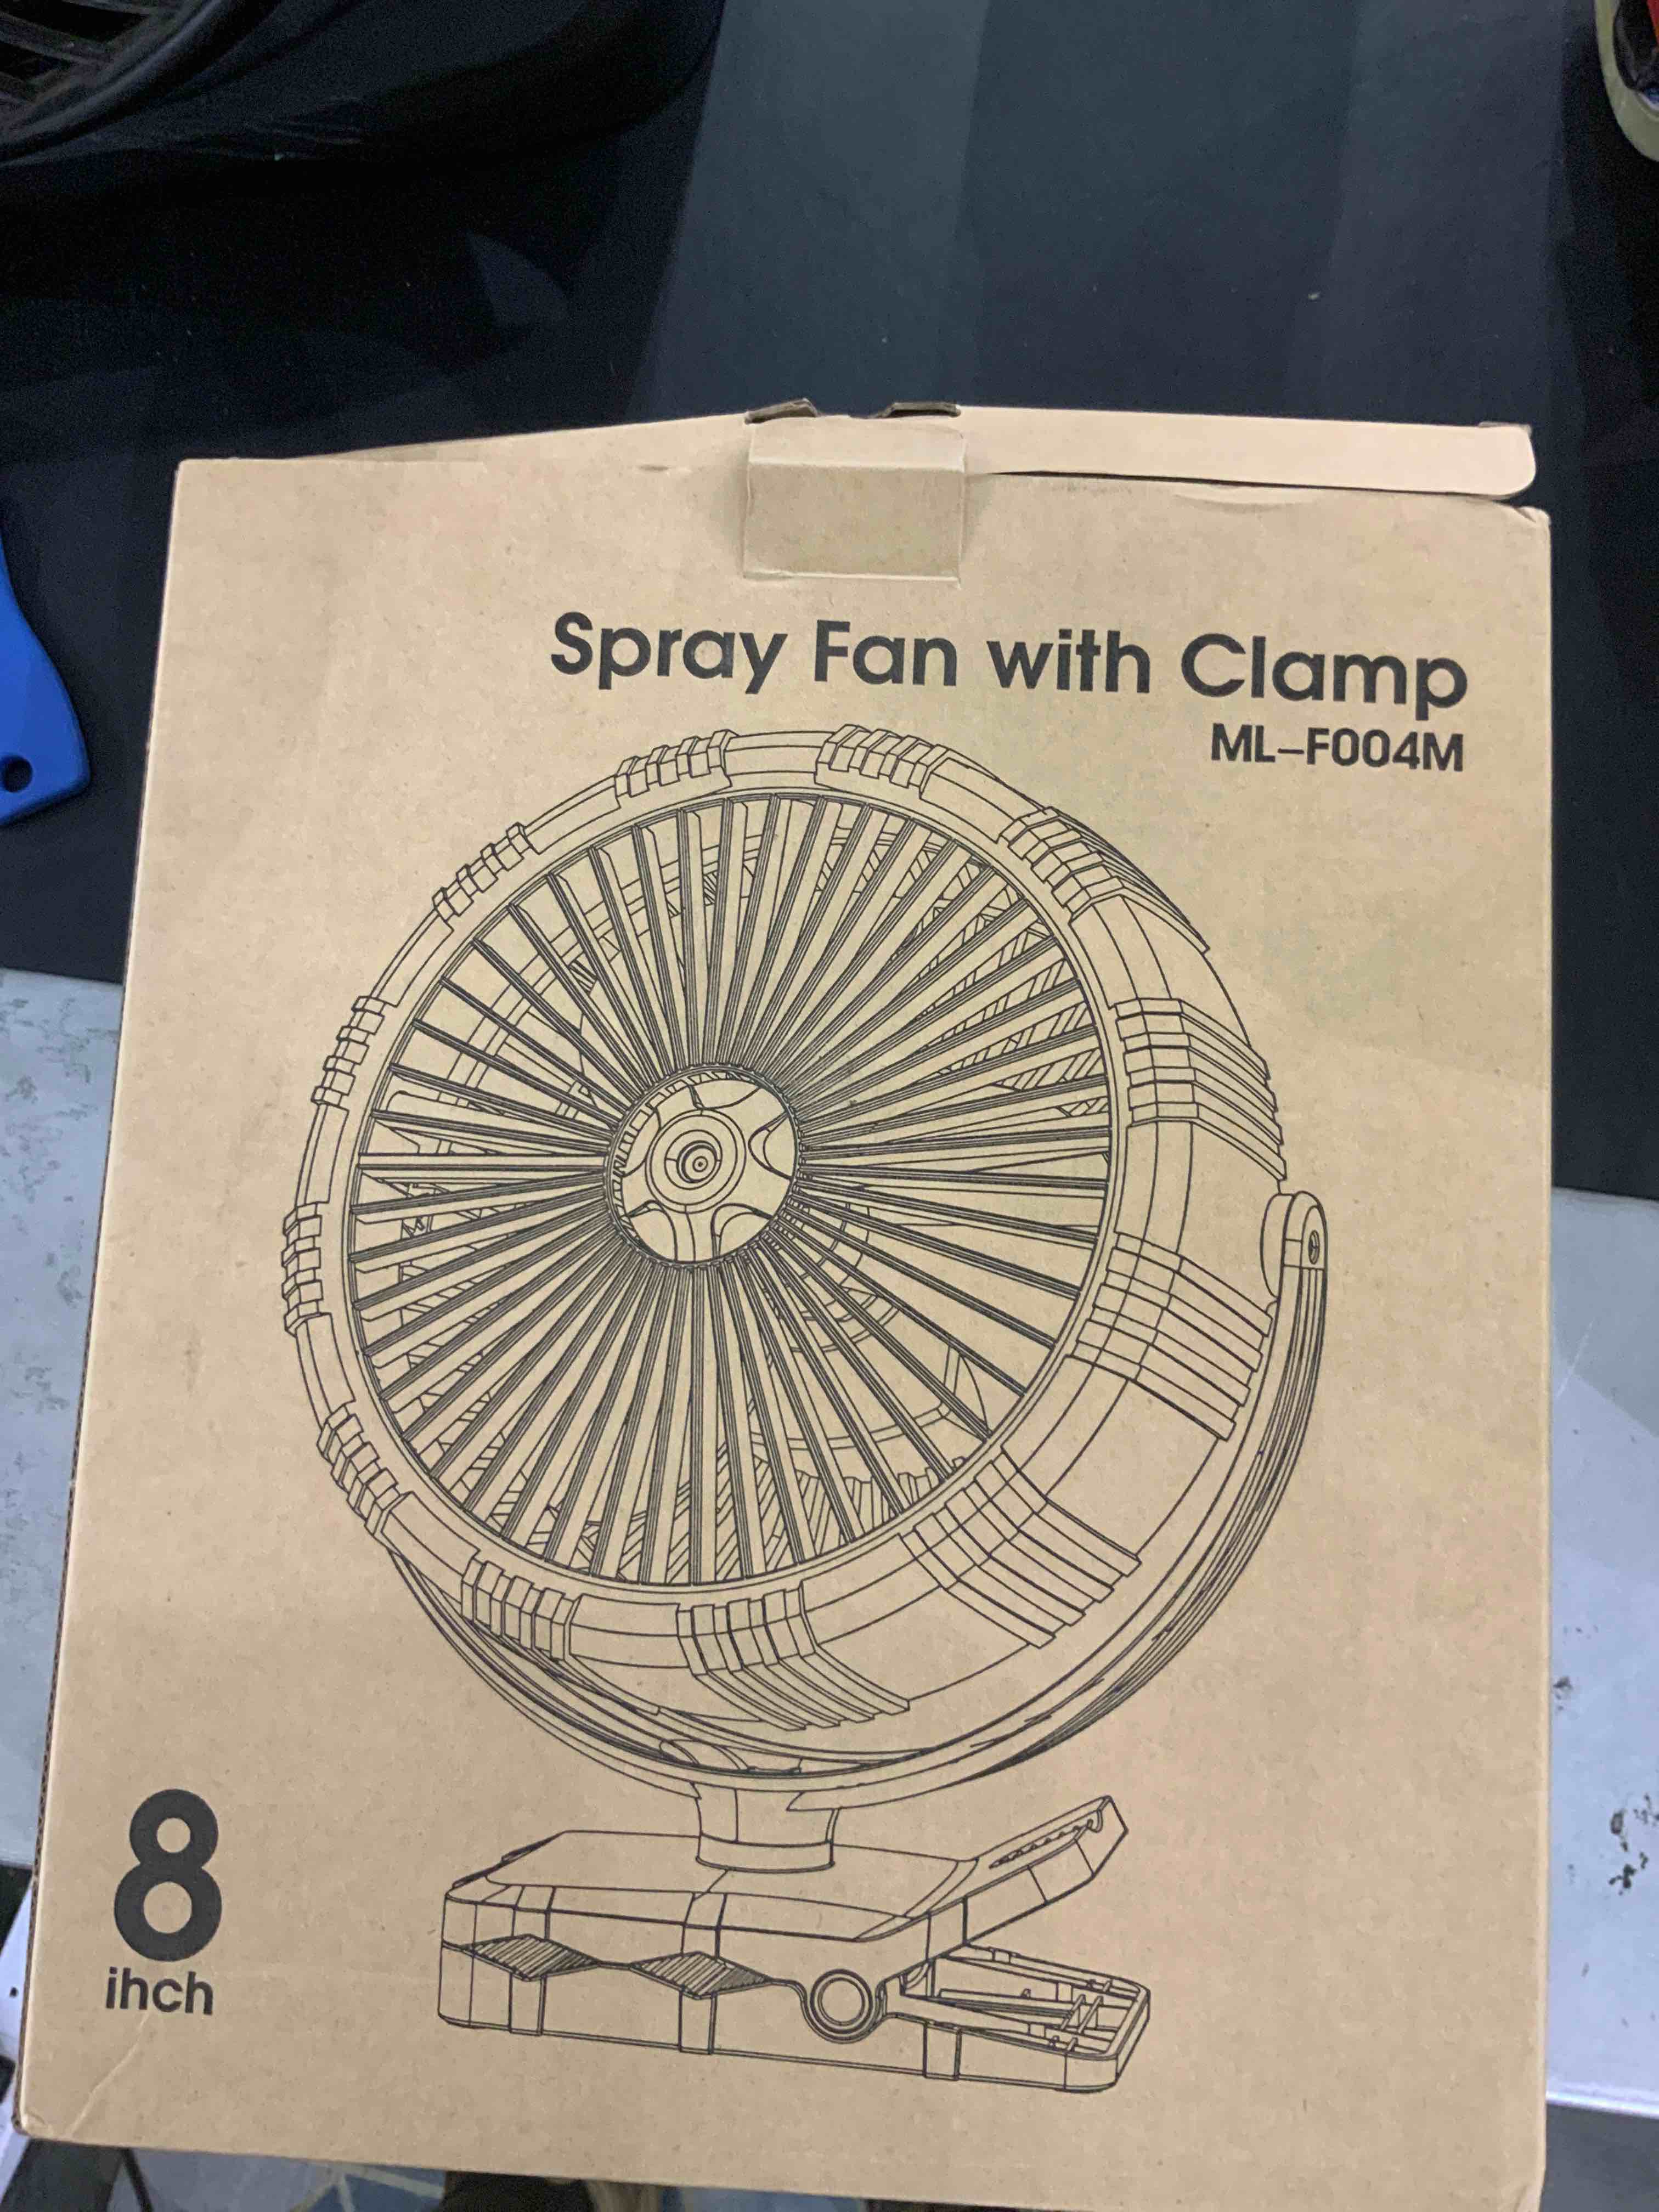 Spray Fan with Clamp
ML-F004M
8
ihch